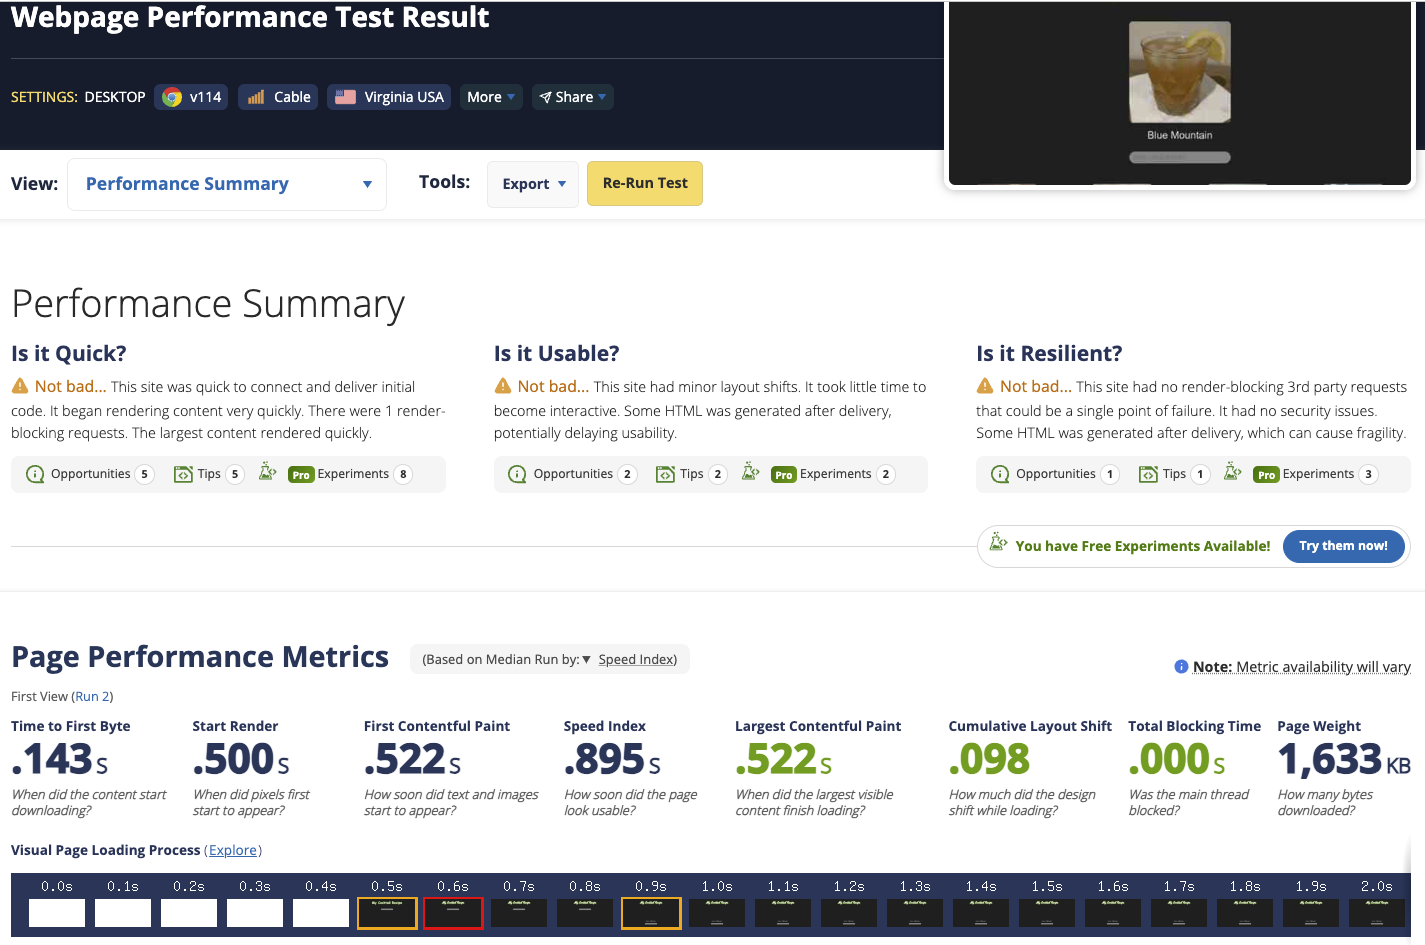 Webpage Performance Test Result
SETTINGS: DESKTOP v114 Cable Virginia USA More Share
Blue Mountain
View: Performance Summary Tools: Export Re-Run Test
Performance Summary
Is it Quick?
Not bad... This site was quick to connect and deliver initial
code. It began rendering content very quickly. There were 1 render-
blocking requests. The largest content rendered quickly.
Opportunities 5 Tips 5 Pro Experiments 8
Is it Usable?
Not bad... This site had minor layout shifts. It took little time to
become interactive. Some HTML was generated after delivery,
potentially delaying usability.
Opportunities 2 Tips 2 Pro Experiments 2
Is it Resilient?
Not bad... This site had no render-blocking 3rd party requests
that could be a single point of failure. It had no security issues.
Some HTML was generated after delivery, which can cause fragility.
Opportunities 1 Tips 1 Pro Experiments 3
You have Free Experiments Available! Try them now!
Page Performance Metrics (Based on Median Run by: Speed Index)
Note: Metric availability will vary
First View (Run 2)
Time to First Byte
.143 S
When did the content start
downloading?
Start Render
.500 S
When did pixels first
start to appear?
First Contentful Paint
.522 S
How soon did text and images
start to appear?
Speed Index
.895 S
How soon did the page
look usable?
Largest Contentful Paint
.522 S
When did the largest visible
content finish loading?
Cumulative Layout Shift
.098
How much did the design
shift while loading?
Total Blocking Time
.000 S
Was the main thread
blocked?
Page Weight
1,633 KB
How many bytes
downloaded?
Visual Page Loading Process (Explore)
0.0s 0.1s 0.2s 0.3s 0.4s 0.5s 0.6s 0.7s 0.8s 0.9s 1.0s 1.1s 1.2s 1.3s 1.4s 1.5s 1.6s 1.7s 1.8s 1.9s 2.0s